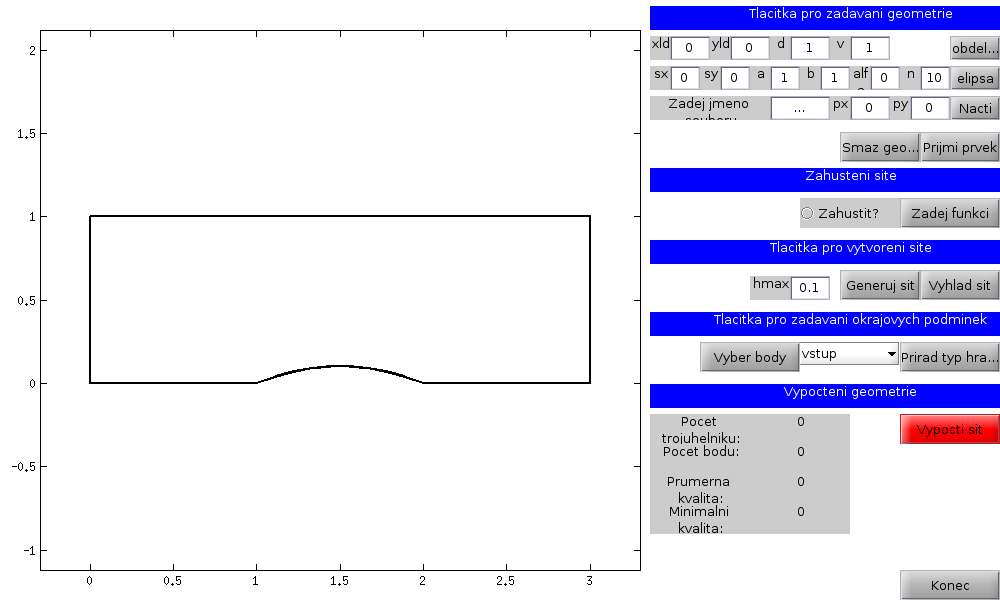 Tlacitka pro zadavani geometrie
xld 0 yld 0 d 1 v 1 obdel...
sx 0 sy 0 a 1 b 1 alf 0 n 10 elipsa
Zadej jmeno ... px 0 py 0 Nacti
souboru
Smaz geo... Prijmi prvek
Zahusteni site
Zahustit? Zadej funkci
Tlacitka pro vytvoreni site
hmax 0.1 Generuj sit Vyhlad sit
Tlacitka pro zadavani okrajovych podminek
Vyber body vstup Prirad typ hra...
Vypocteni geometrie
Pocet 0 Vypocti sit
trojuhelniku:
Pocet bodu: 0
Prumerna 0
kvalita:
Minimalni 0
kvalita:
Konec
2
1.5
1
0.5
0
-0.5
-1
0 0.5 1 1.5 2 2.5 3